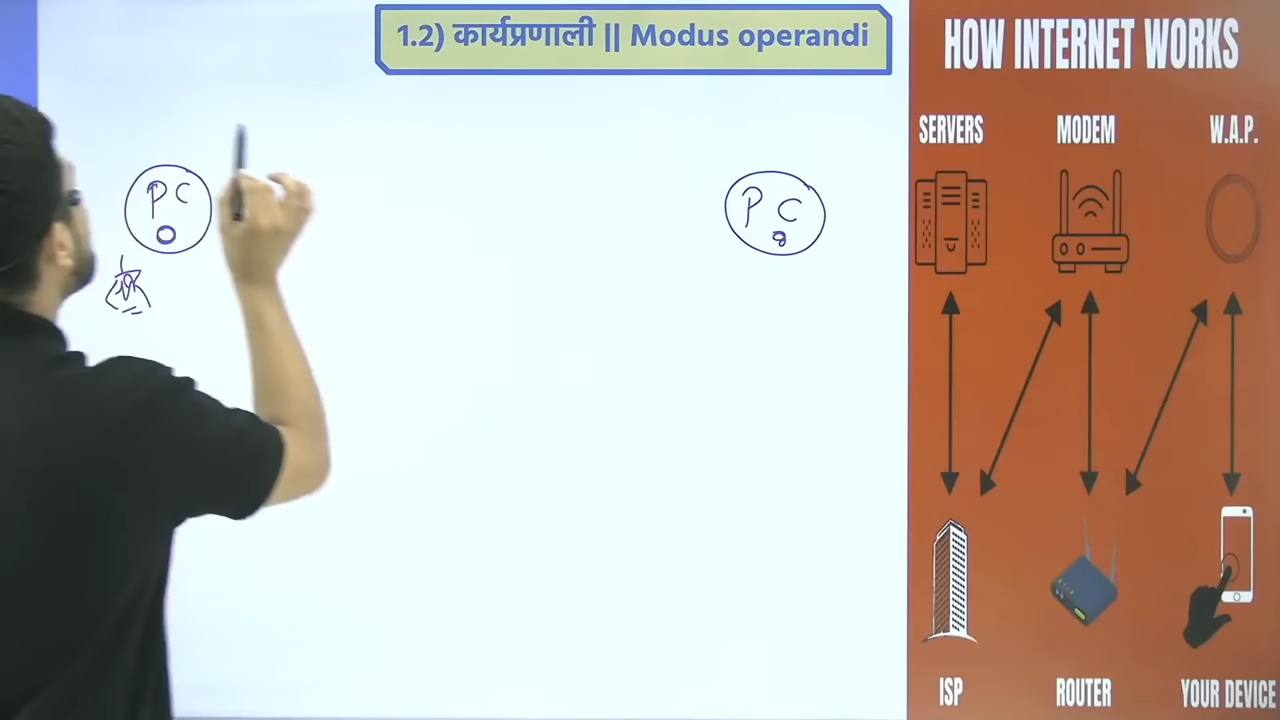 1.2) कार्यप्रणाली || Modus operandi
PC
PC
HOW INTERNET WORKS
SERVERS
MODEM
W.A.P.
ISP
ROUTER
YOUR DEVICE